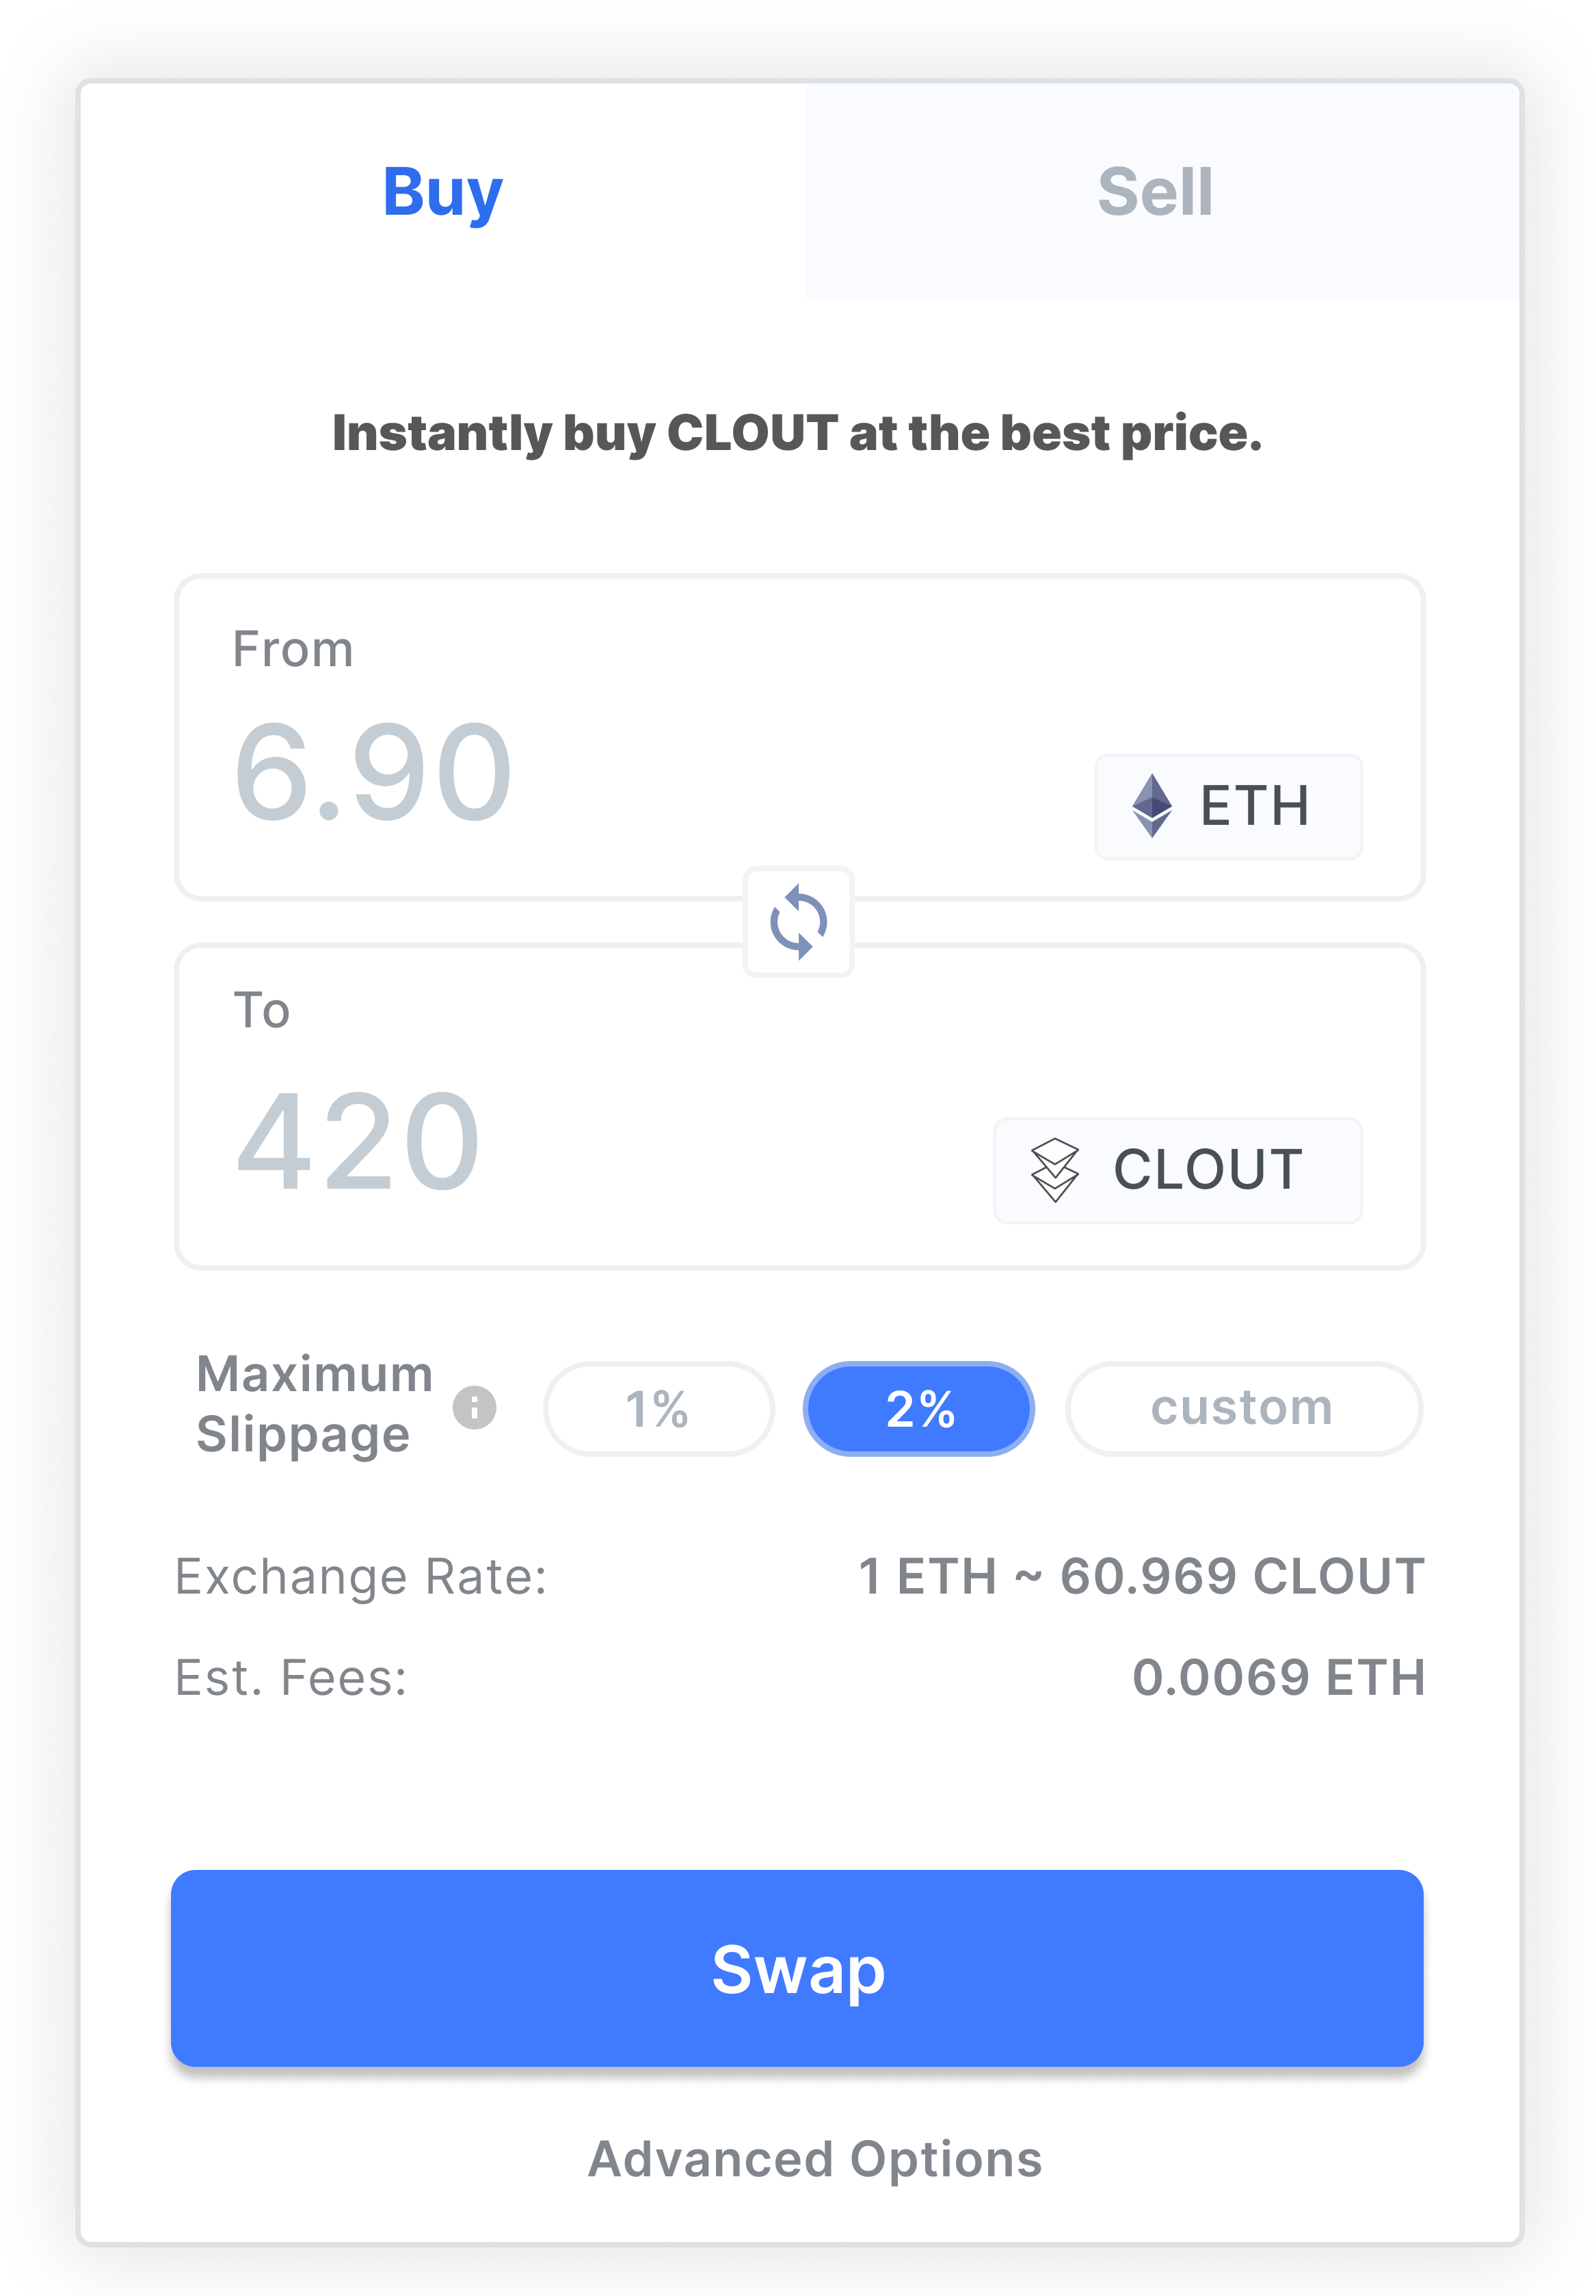 Buy
Sell
Instantly buy CLOUT at the best price.
From
6.90
ETH
To
420
CLOUT
Maximum
Slippage
1%
2%
custom
Exchange Rate:
1 ETH ~ 60.969 CLOUT
Est. Fees:
0.0069 ETH
Swap
Advanced Options